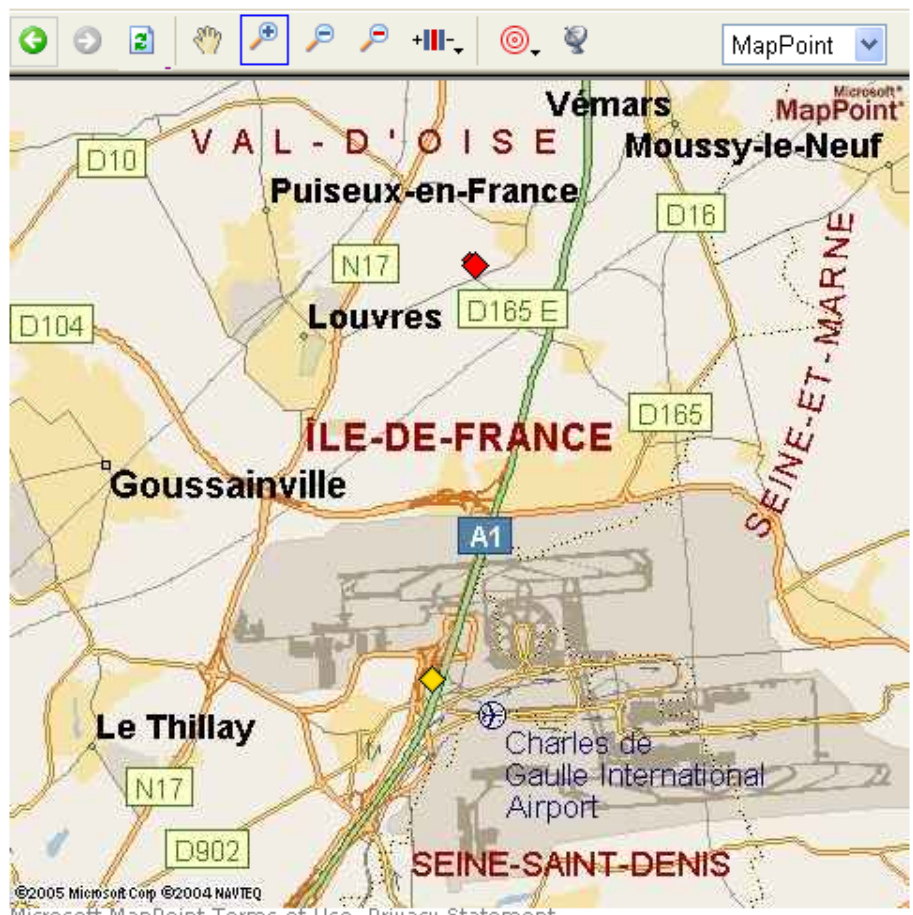 MapPoint
Microsoft®
MapPoint®
Vémars
Moussy-le-Neuf
VAL-D'OISE
D10
Puiseux-en-France
D16
N17
D165 E
Louvres
D104
SEINE-ET-MARNE
D165
ÎLE-DE-FRANCE
Goussainville
A1
Le Thillay
Charles de
Gaulle International
Airport
N17
D902
SEINE-SAINT-DENIS
©2005 Microsoft Corp ©2004 NAVTEQ
Microsoft MapPoint Terms of Use Privacy Statement